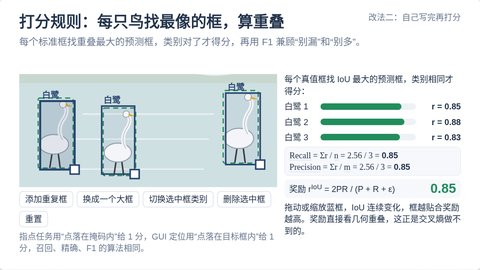 打分规则：每只鸟找最像的框，算重叠
改法二：自己写完再打分
每个标准框找重叠最大的预测框，类别对了才得分，再用 F1 兼顾“别漏”和“别多”。
白鹭
白鹭
白鹭
添加重复框
换成一个大框
切换选中框类别
删除选中框
重置
指点任务用“点落在掩码内”给 1 分，GUI 定位用“点落在目标框内”给 1
分，召回、精确、F1 的算法相同。
每个真值框找 IoU 最大的预测框，类别相同才
得分：
白鹭 1 r = 0.85
白鹭 2 r = 0.88
白鹭 3 r = 0.83
Recall = Σr / n = 2.56 / 3 = 0.85
Precision = Σr / m = 2.56 / 3 = 0.85
奖励 r^IoU = 2PR / (P + R + ε) 0.85
拖动或缩放蓝框，IoU 连续变化，框越贴合奖励
越高。奖励直接看几何重叠，这正是交叉熵做不
到的。